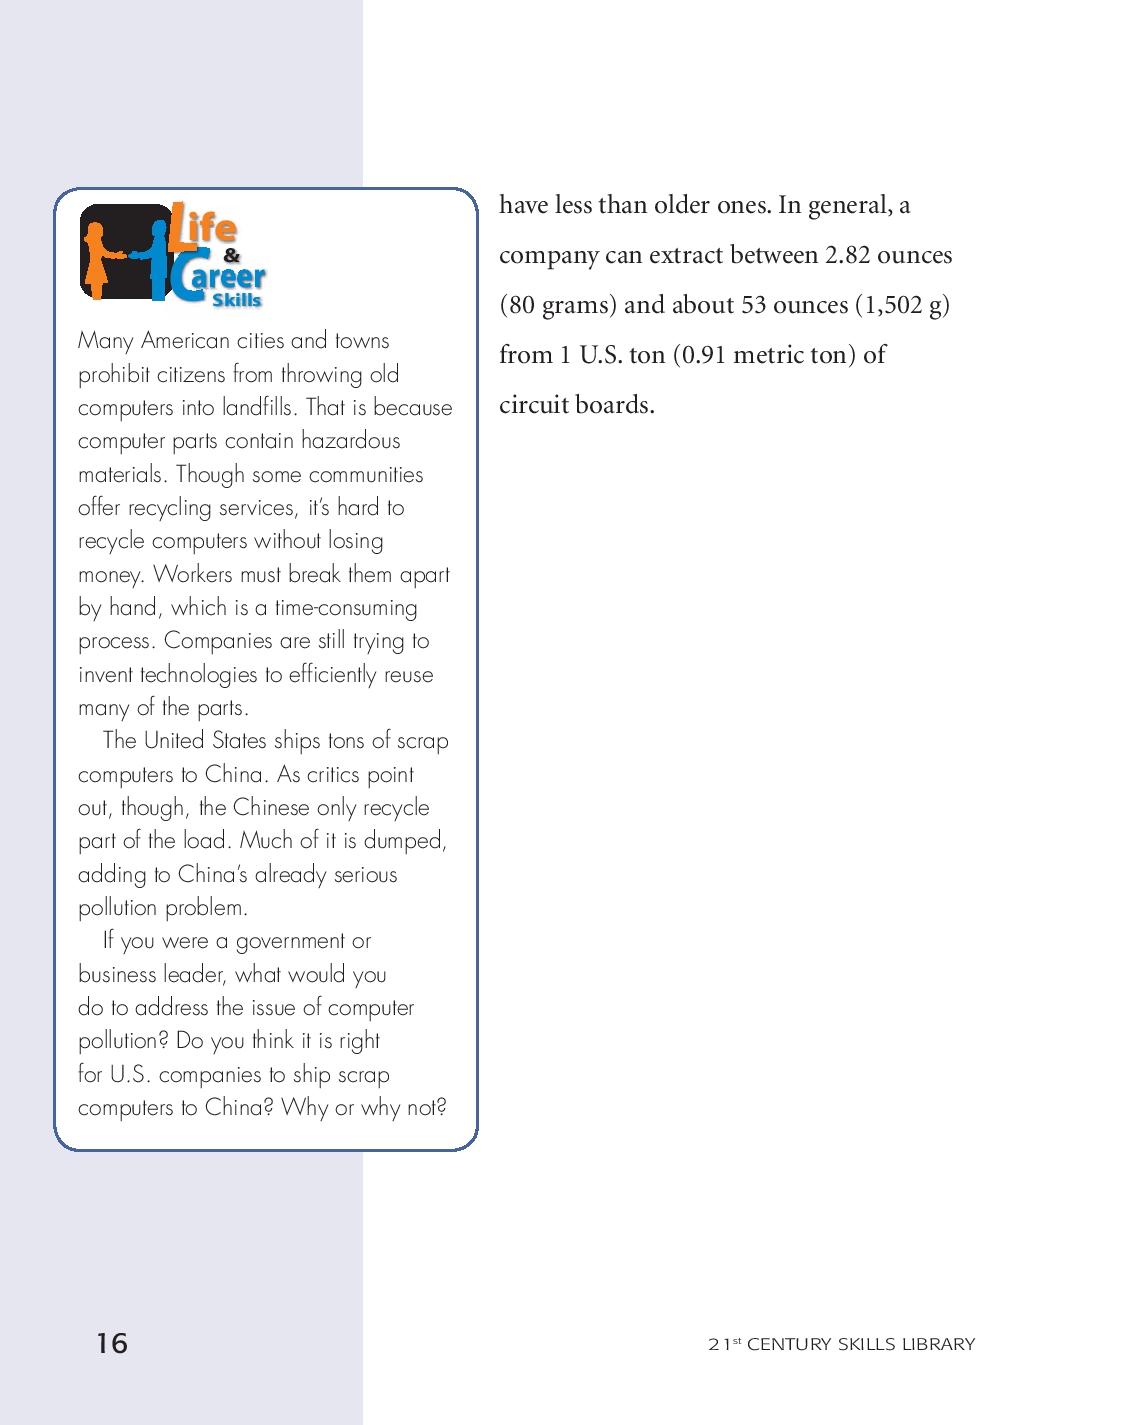 Life
&
Career
Skills
Many American cities and towns
prohibit citizens from throwing old
computers into landfills. That is because
computer parts contain hazardous
materials. Though some communities
offer recycling services, it’s hard to
recycle computers without losing
money. Workers must break them apart
by hand, which is a time-consuming
process. Companies are still trying to
invent technologies to efficiently reuse
many of the parts.
The United States ships tons of scrap
computers to China. As critics point
out, though, the Chinese only recycle
part of the load. Much of it is dumped,
adding to China’s already serious
pollution problem.
If you were a government or
business leader, what would you
do to address the issue of computer
pollution? Do you think it is right
for U.S. companies to ship scrap
computers to China? Why or why not?
have less than older ones. In general, a
company can extract between 2.82 ounces
(80 grams) and about 53 ounces (1,502 g)
from 1 U.S. ton (0.91 metric ton) of
circuit boards.
16
21st CENTURY SKILLS LIBRARY